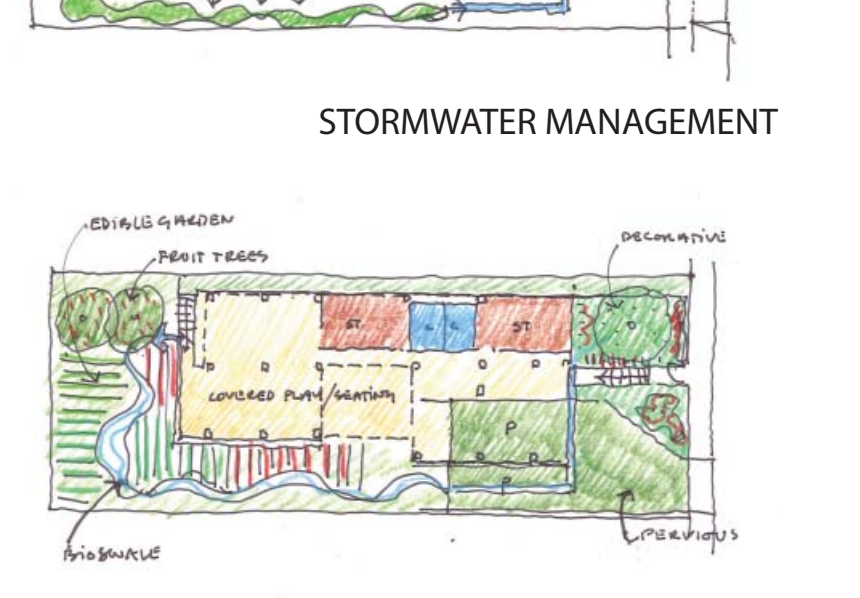 STORMWATER MANAGEMENT
EDIBLE GARDEN
FRUIT TREES
DECORATIVE
ST
C C
ST
COVERED PLAY/SEATING
P
P
BIOSWALE
PERVIOUS